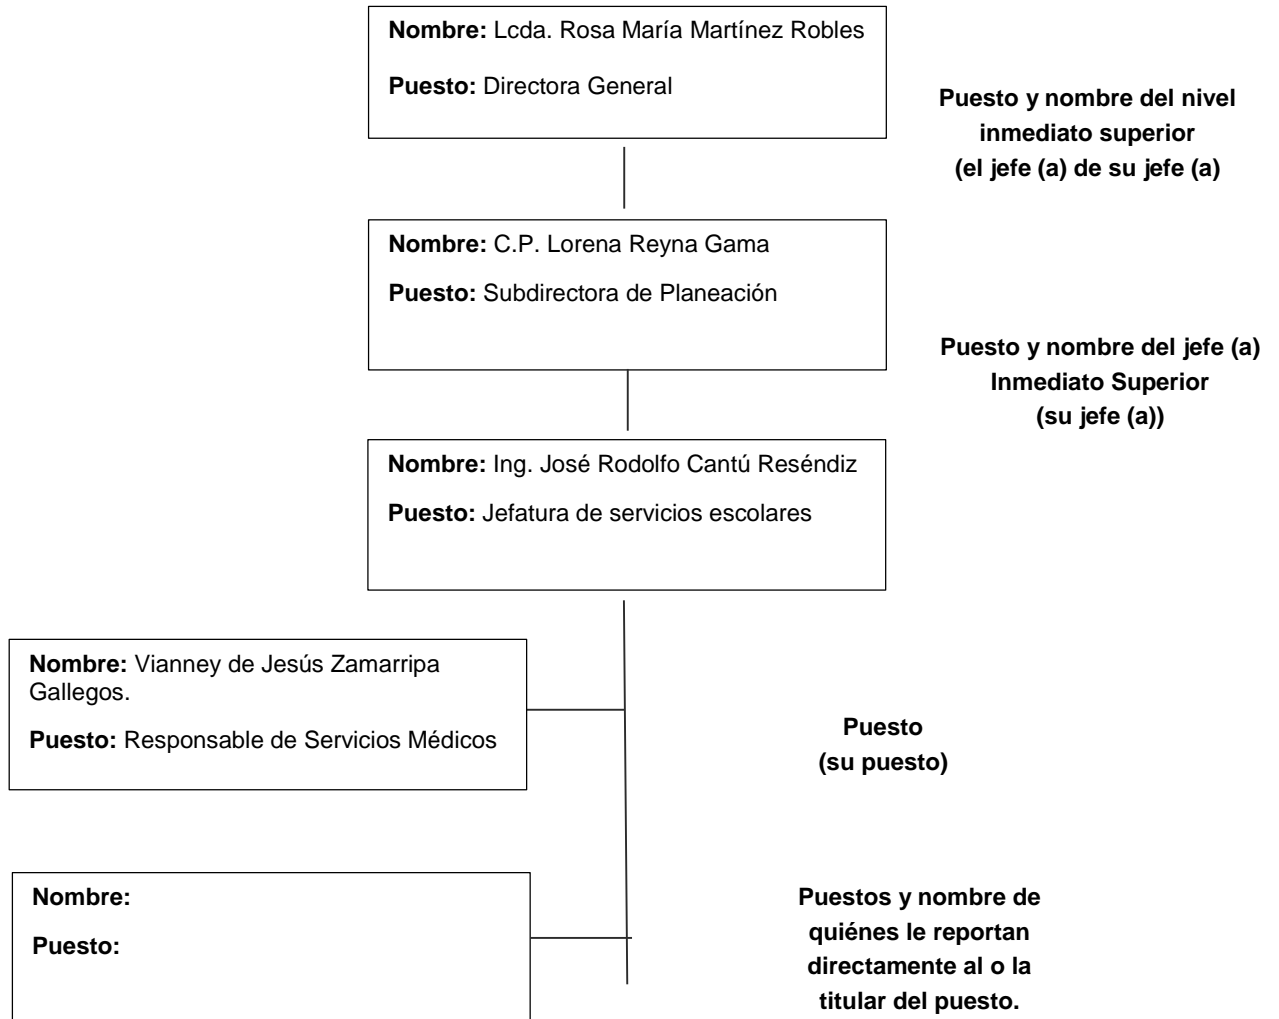 Nombre: Lcda. Rosa María Martínez Robles
Puesto: Directora General
Puesto y nombre del nivel
inmediato superior
(el jefe (a) de su jefe (a)
Nombre: C.P. Lorena Reyna Gama
Puesto: Subdirectora de Planeación
Puesto y nombre del jefe (a)
Inmediato Superior
(su jefe (a))
Nombre: Ing. José Rodolfo Cantú Reséndiz
Puesto: Jefatura de servicios escolares
Nombre: Vianney de Jesús Zamarripa
Gallegos.
Puesto: Responsable de Servicios Médicos
Puesto
(su puesto)
Nombre:
Puesto:
Puestos y nombre de
quiénes le reportan
directamente al o la
titular del puesto.